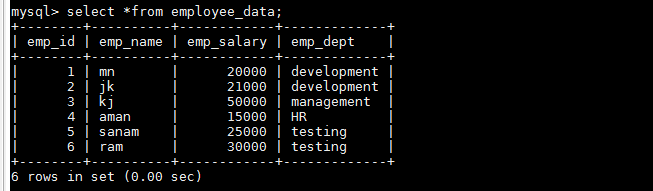 mysql> select *from employee_data;
+--------+----------+------------+-------------+
| emp_id | emp_name | emp_salary | emp_dept    |
+--------+----------+------------+-------------+
|      1 | mn       |      20000 | development |
|      2 | jk       |      21000 | development |
|      3 | kj       |      50000 | management  |
|      4 | aman     |      15000 | HR          |
|      5 | sanam    |      25000 | testing     |
|      6 | ram      |      30000 | testing     |
+--------+----------+------------+-------------+
6 rows in set (0.00 sec)